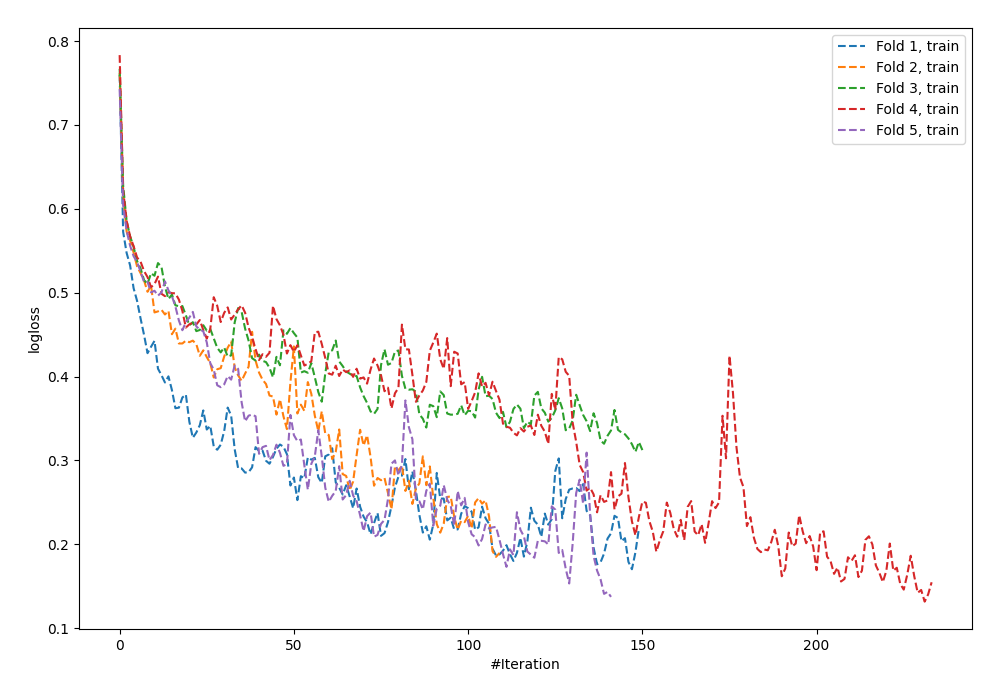 0.8
0.7
0.6
0.5
0.4
0.3
0.2
0.1
logloss
0
50
100
150
200
#Iteration
Fold 1, train
Fold 2, train
Fold 3, train
Fold 4, train
Fold 5, train